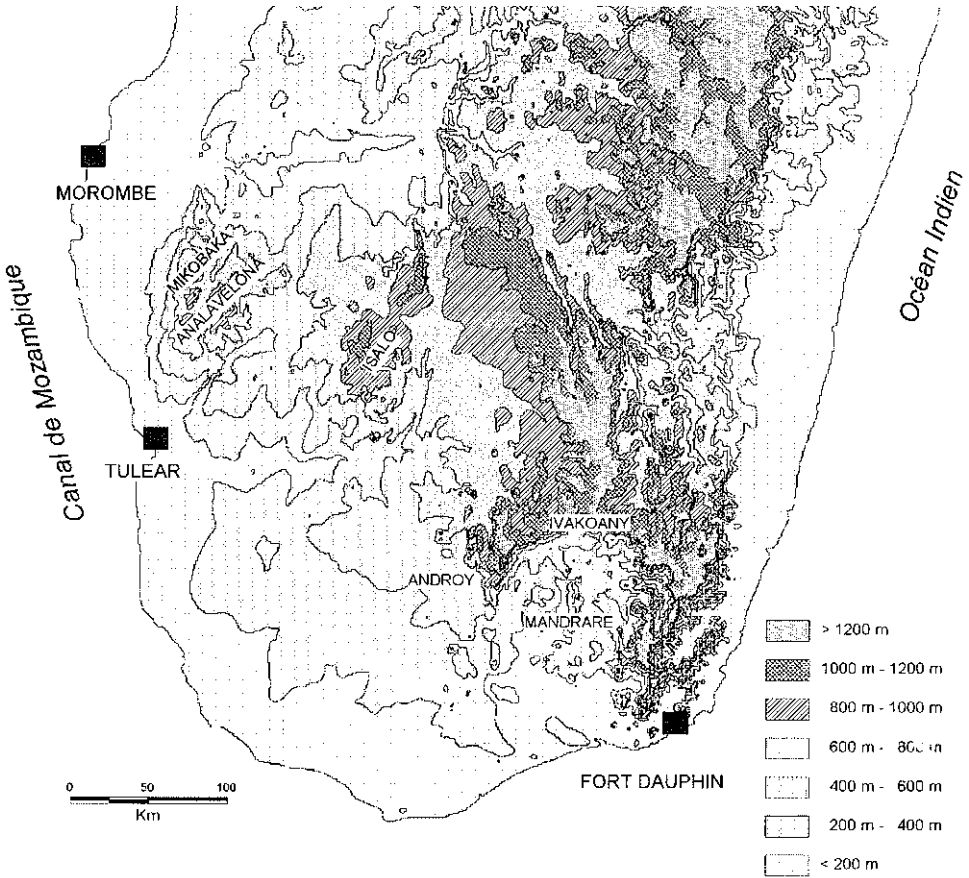 MOROMBE
MIKOBAKA
ANALAVELONA
ISALO
Canal de Mozambique
Océan Indien
TULEAR
IVAKOANY
ANDROY
MANDRARE
FORT DAUPHIN
0 50 100
Km
> 1200 m
1000 m - 1200 m
800 m - 1000 m
600 m - 800 m
400 m - 600 m
200 m - 400 m
< 200 m